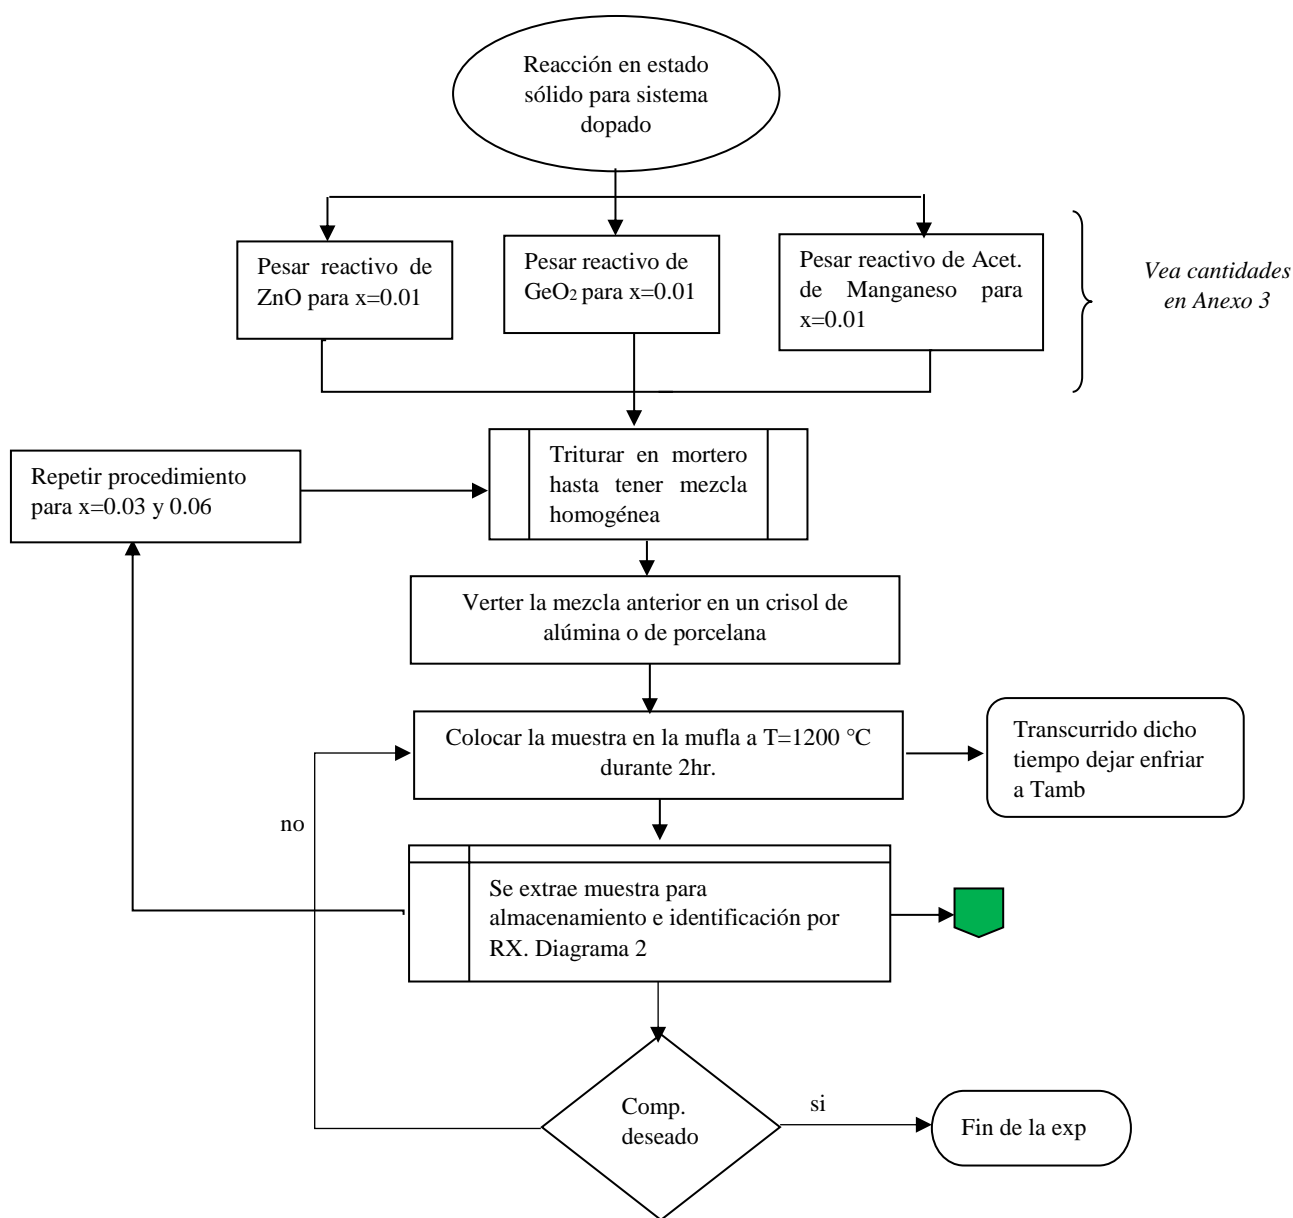 Reacción en estado
sólido para sistema
dopado
Pesar reactivo de
ZnO para x=0.01
Pesar reactivo de
GeO₂ para x=0.01
Pesar reactivo de Acet.
de Manganeso para
x=0.01
Vea cantidades
en Anexo 3
Repetir procedimiento
para x=0.03 y 0.06
Triturar en mortero
hasta tener mezcla
homogénea
Verter la mezcla anterior en un crisol de
alúmina o de porcelana
Colocar la muestra en la mufla a T=1200 °C
durante 2hr.
Transcurrido dicho
tiempo dejar enfriar
a Tamb
no
Se extrae muestra para
almacenamiento e identificación por
RX. Diagrama 2
Comp.
deseado
si
Fin de la exp